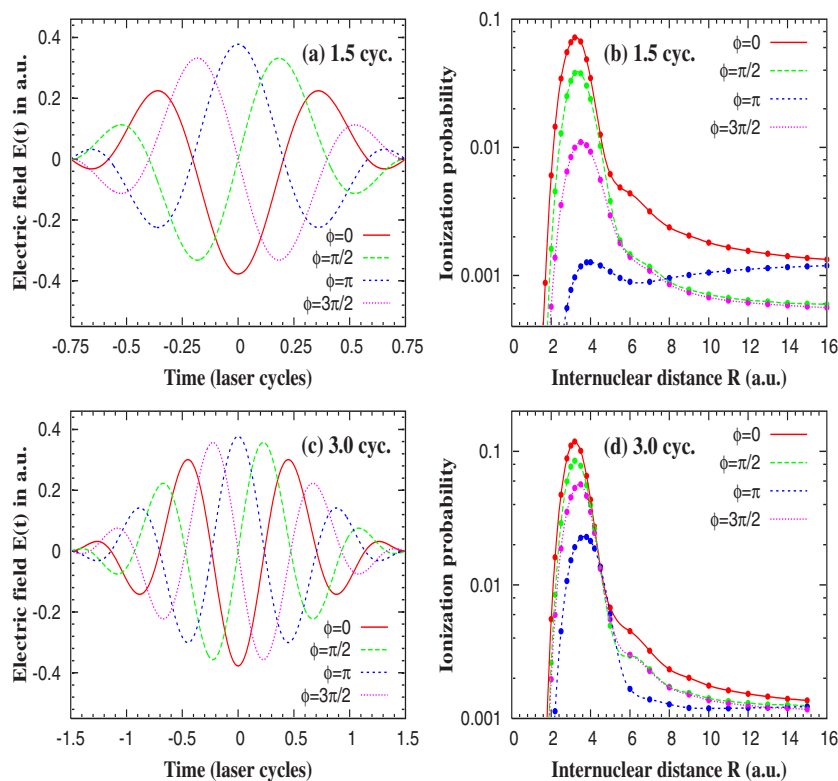 Electric field E(t) in a.u.
0.4
0.2
0
-0.2
-0.4
(a) 1.5 cyc.
ϕ=0
ϕ=π/2
ϕ=π
ϕ=3π/2
-0.75 -0.5 -0.25 0 0.25 0.5 0.75
Time (laser cycles)
Ionization probability
0.1
0.01
0.001
(b) 1.5 cyc.
ϕ=0
ϕ=π/2
ϕ=π
ϕ=3π/2
0 2 4 6 8 10 12 14 16
Internuclear distance R (a.u.)
Electric field E(t) in a.u.
0.4
0.2
0
-0.2
-0.4
(c) 3.0 cyc.
ϕ=0
ϕ=π/2
ϕ=π
ϕ=3π/2
-1.5 -1 -0.5 0 0.5 1 1.5
Time (laser cycles)
Ionization probability
0.1
0.01
0.001
(d) 3.0 cyc.
ϕ=0
ϕ=π/2
ϕ=π
ϕ=3π/2
0 2 4 6 8 10 12 14 16
Internuclear distance R (a.u.)